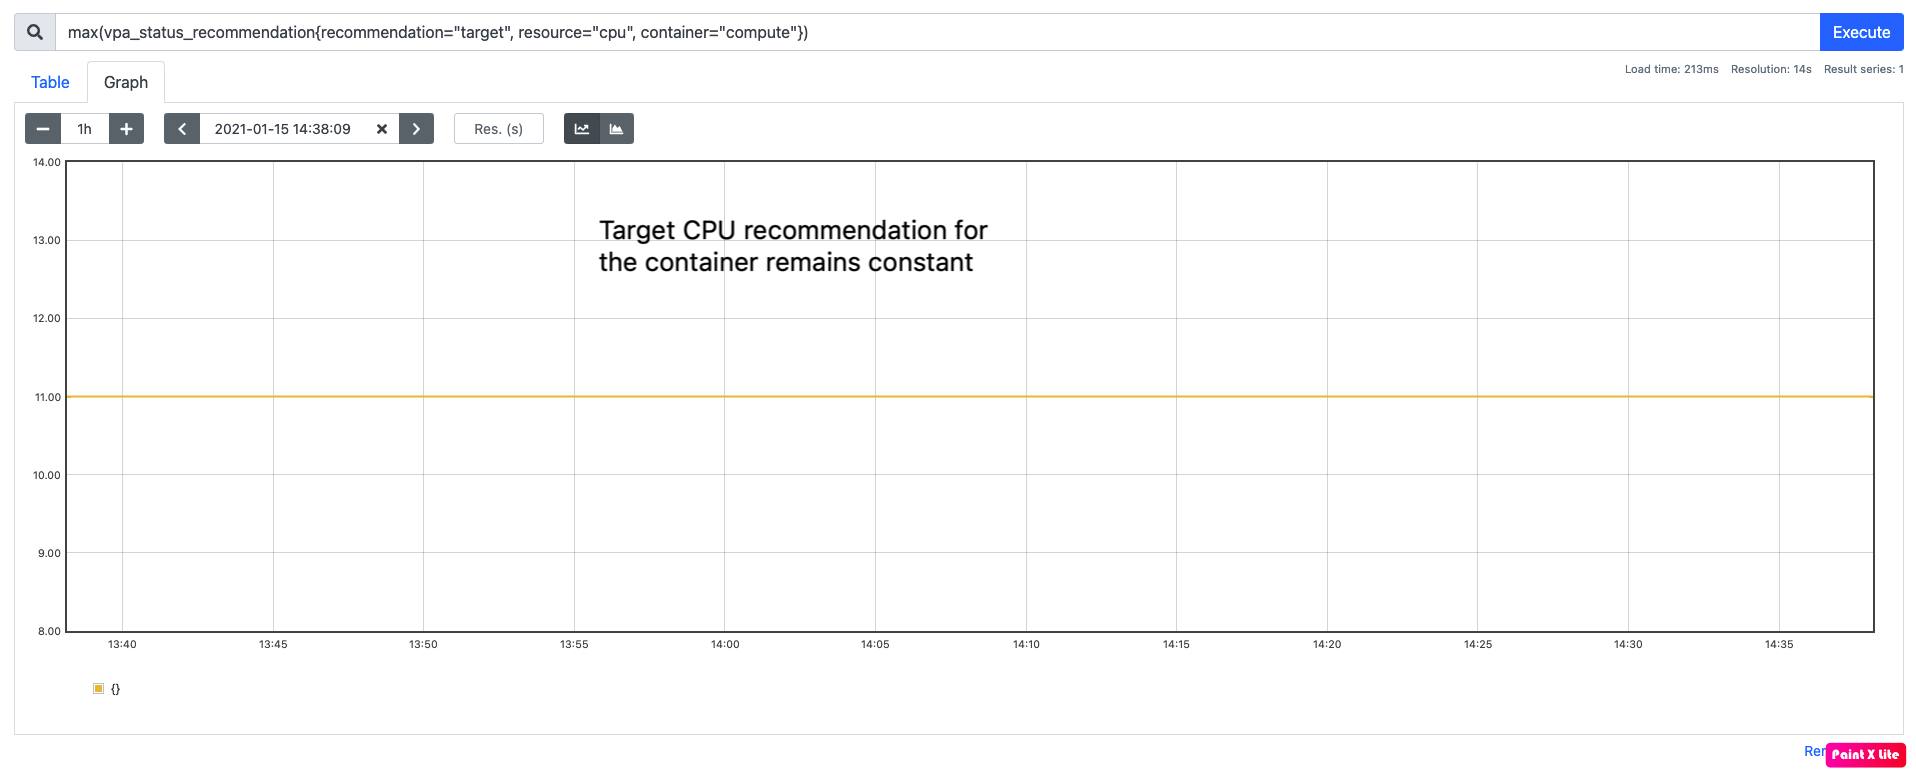 max(vpa_status_recommendation{recommendation="target", resource="cpu", container="compute"})
Execute
Table
Graph
Load time: 213ms Resolution: 14s Result series: 1
1h
2021-01-15 14:38:09
Res. (s)
14.00
13.00
12.00
11.00
10.00
9.00
8.00
Target CPU recommendation for
the container remains constant
13:40 13:45 13:50 13:55 14:00 14:05 14:10 14:15 14:20 14:25 14:30 14:35
{}
Paint X Lite